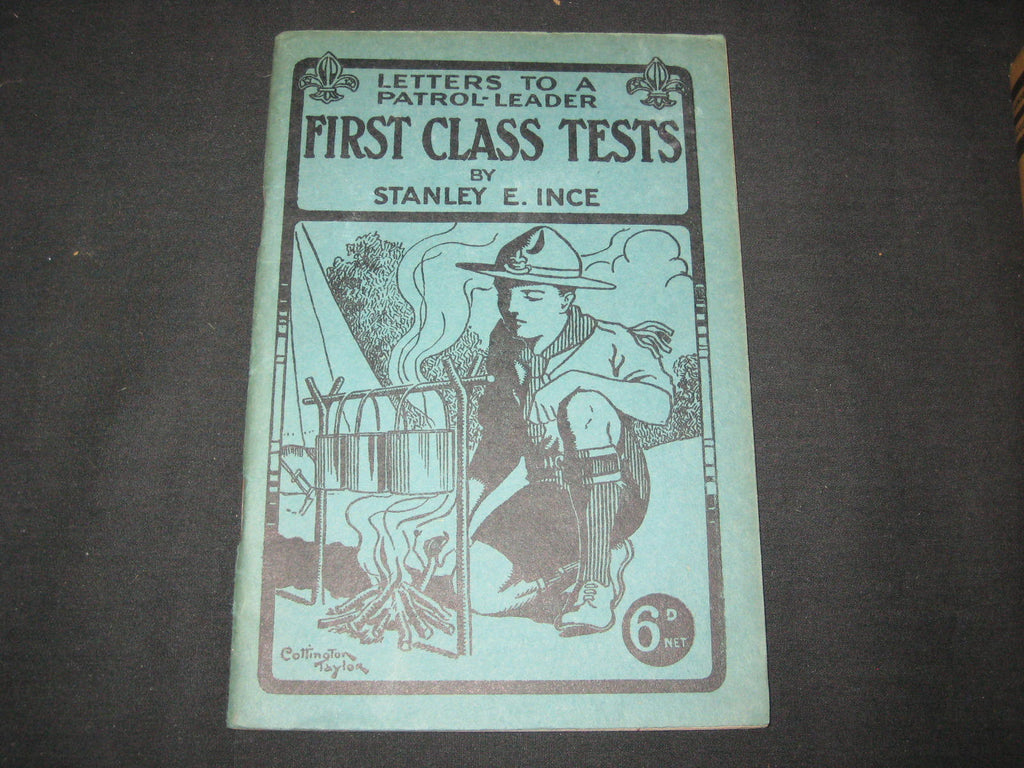 LETTERS TO A
PATROL-LEADER
FIRST CLASS TESTS
BY
STANLEY E. INCE
6D
NET
Cottington
Taylor